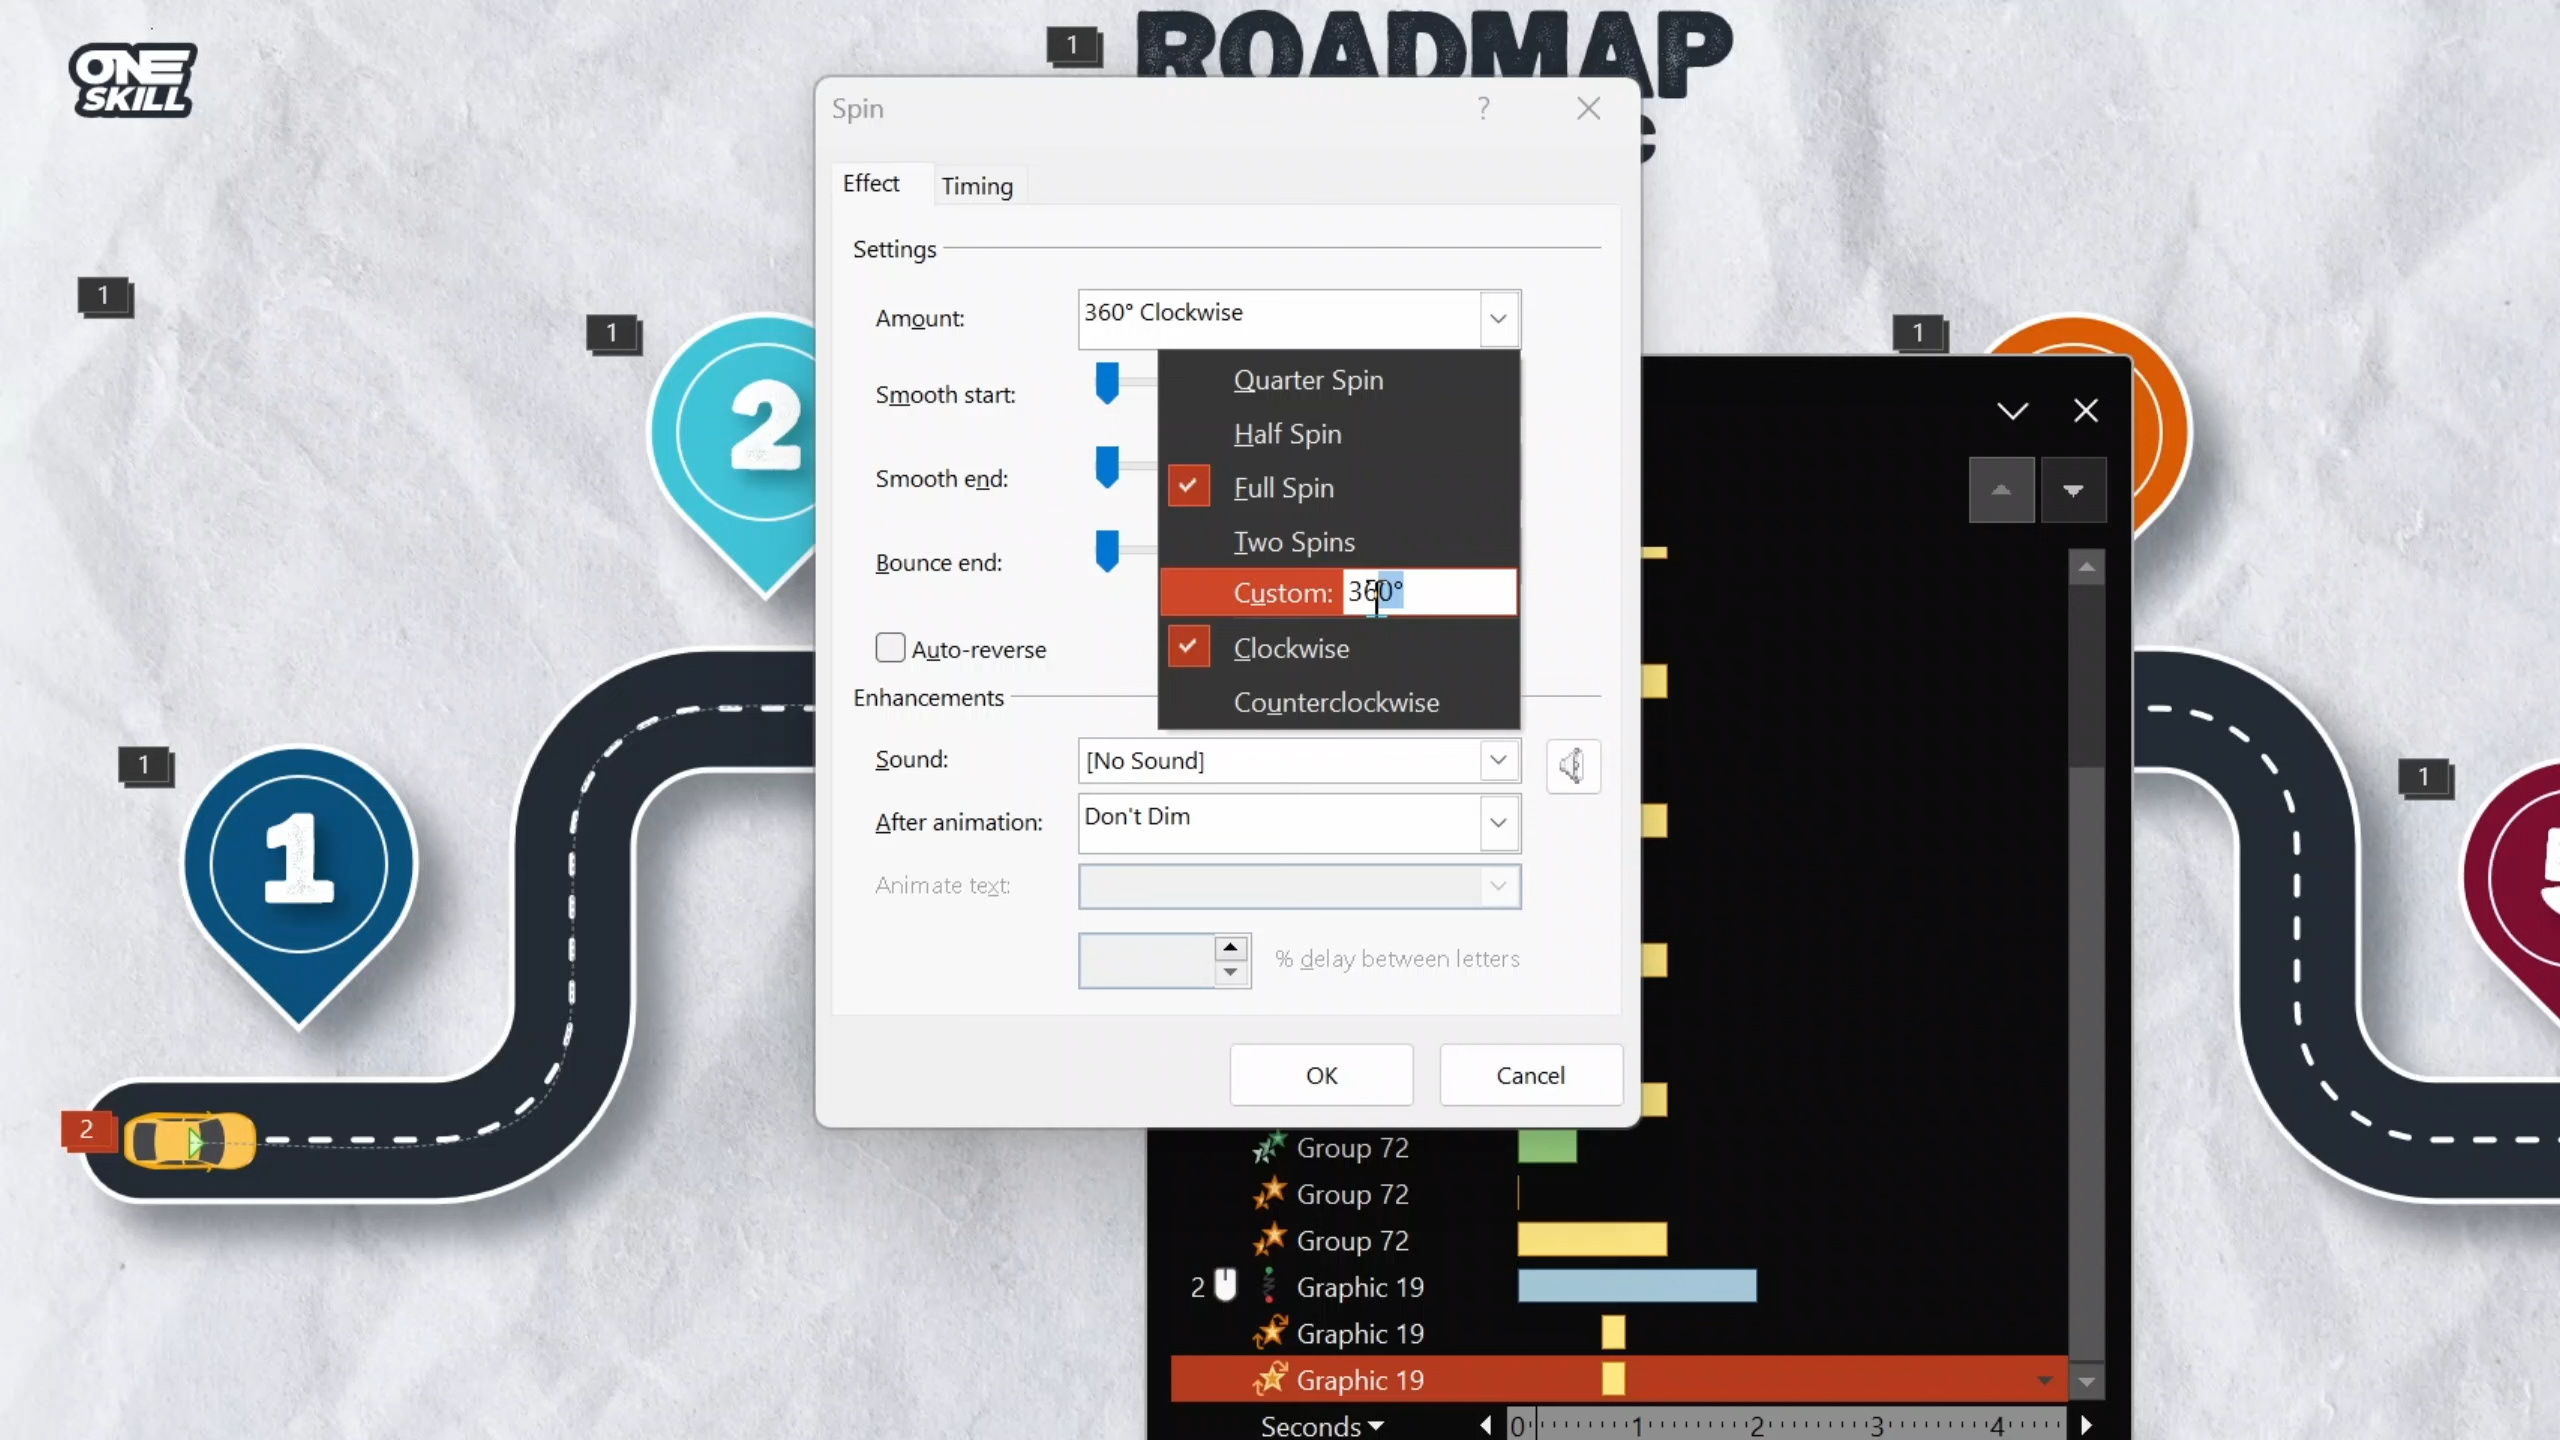 ONE
SKILL
1
ROADMAP
Spin
?
Effect
Timing
Settings
Amount:
360° Clockwise
1
1
1
2
Smooth start:
Quarter Spin
Half Spin
Smooth end:
Full Spin
Two Spins
Bounce end:
Custom: 360°
Auto-reverse
Clockwise
Enhancements
Counterclockwise
Sound:
[No Sound]
After animation:
Don't Dim
Animate text:
% delay between letters
1
1
1
5
OK
Cancel
2
Group 72
Group 72
Group 72
2 Graphic 19
Graphic 19
Graphic 19
Seconds
0 1 2 3 4